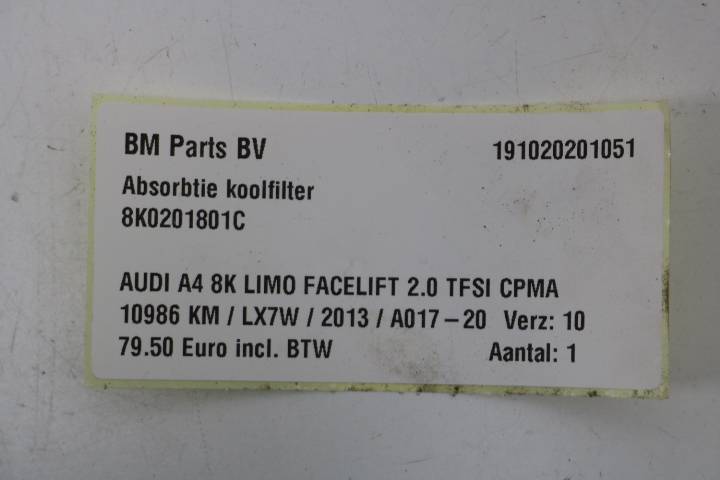 BM Parts BV 191020201051
Absorbtie koolfilter
8K0201801C
AUDI A4 8K LIMO FACELIFT 2.0 TFSI CPMA
10986 KM / LX7W / 2013 / A017-20 Verz: 10
79.50 Euro incl. BTW Aantal: 1